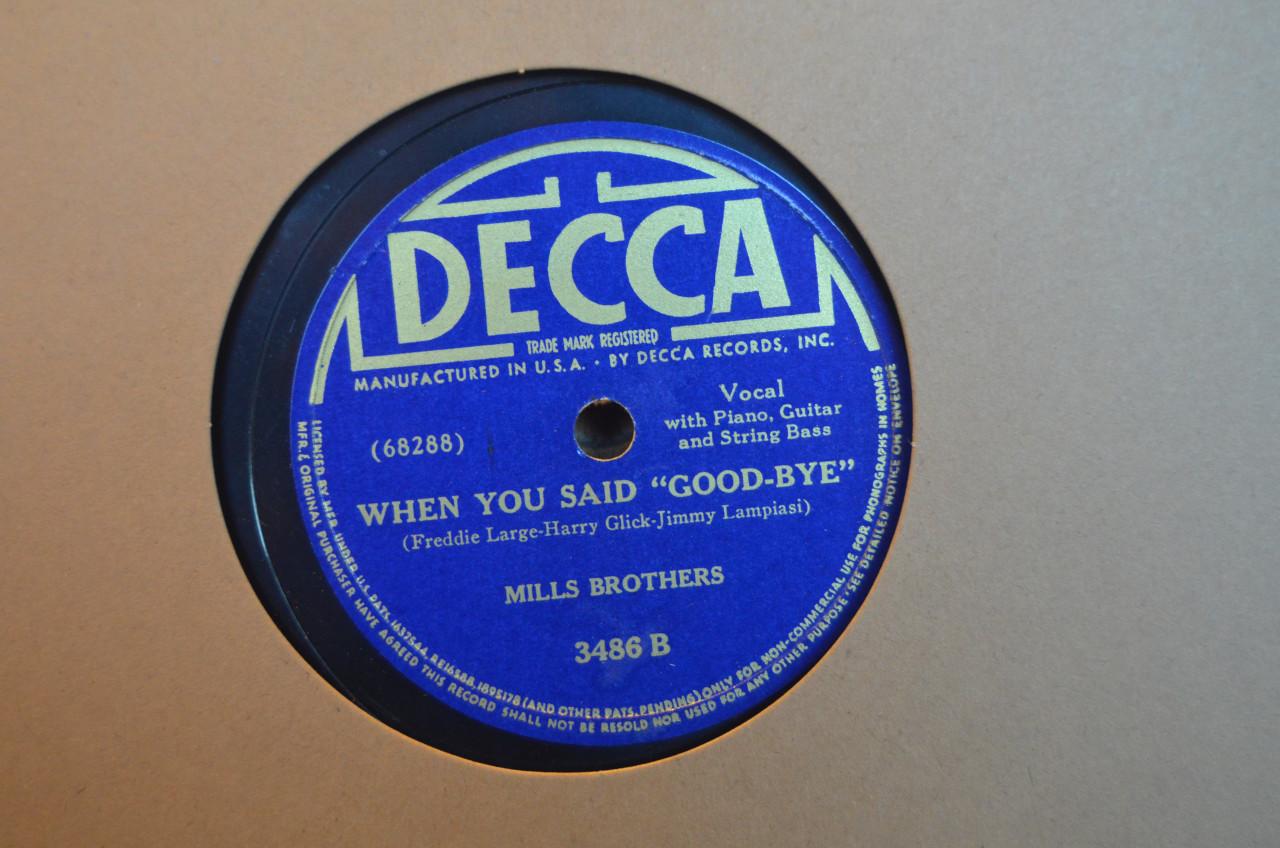 DECCA
TRADE MARK REGISTERED
MANUFACTURED IN U.S.A. · BY DECCA RECORDS, INC.
Vocal
with Piano, Guitar
and String Bass
(68288)
WHEN YOU SAID “GOOD-BYE”
(Freddie Large-Harry Glick-Jimmy Lampiasi)
MILLS BROTHERS
3486 B
LICENSED BY MFR. UNDER U.S. PATS. 1637544, RE16588, 1895178 (AND OTHER PATS. PENDING) ONLY FOR NON-COMMERCIAL USE FOR PHONOGRAPHS IN HOMES
MFR. & ORIGINAL PURCHASER HAVE AGREED THIS RECORD SHALL NOT BE RESOLD NOR USED FOR ANY OTHER PURPOSE · SEE DETAILED NOTICE ON ENVELOPE